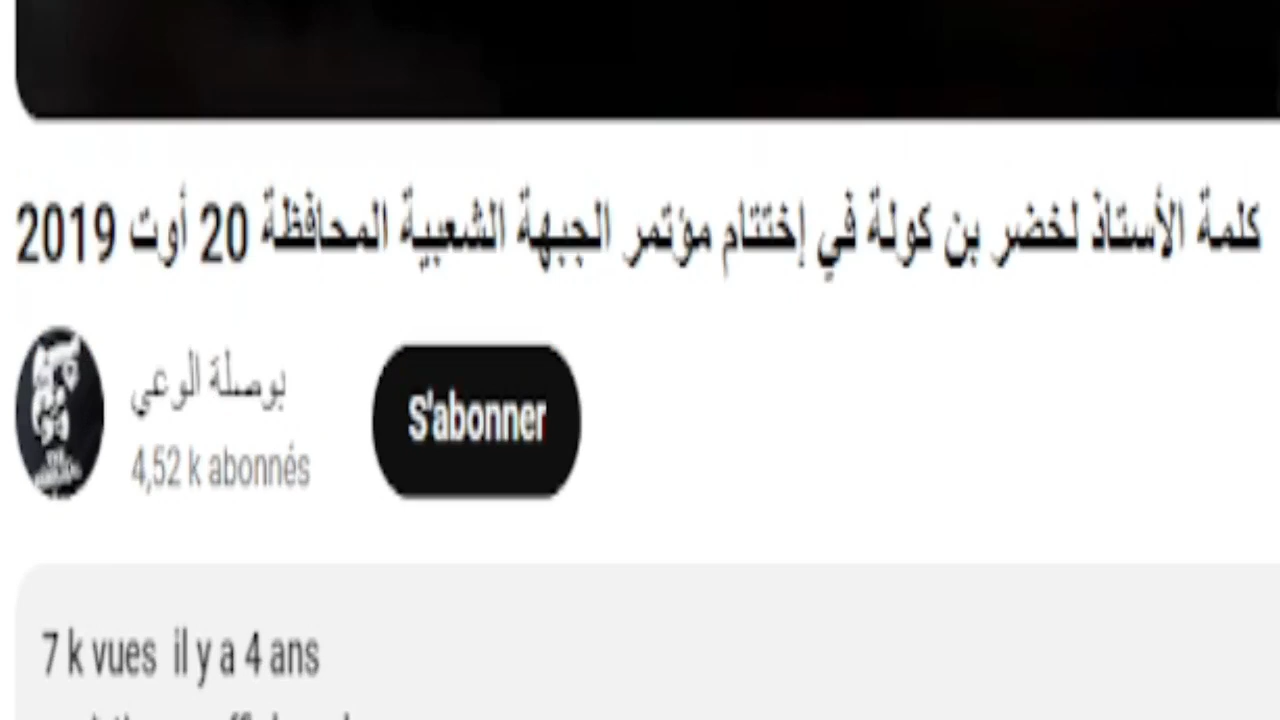 كلمة الأستاذ لخضر بن كولة في إختتام مؤتمر الجبهة الشعبية المحافظة 20 أوت 2019
بوصلة الوعي
4,52 k abonnés
S'abonner
7 k vues il y a 4 ans